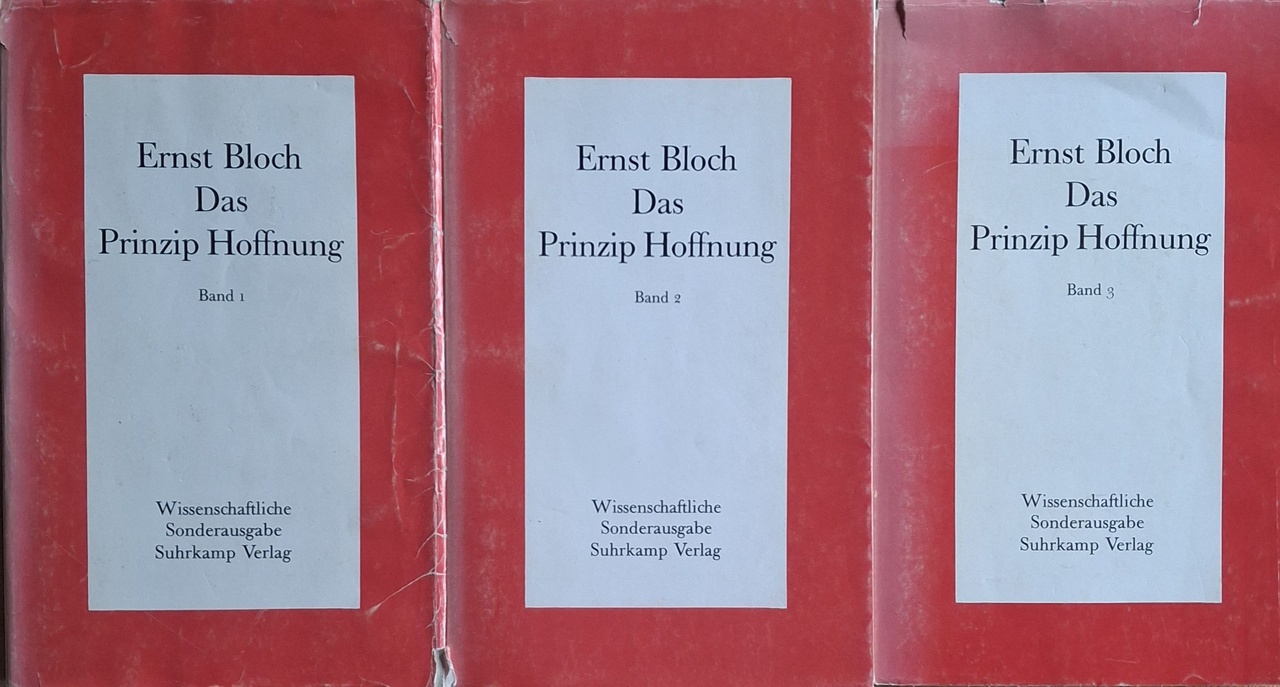 Ernst Bloch
Das
Prinzip Hoffnung
Band 1
Wissenschaftliche
Sonderausgabe
Suhrkamp Verlag
Ernst Bloch
Das
Prinzip Hoffnung
Band 2
Wissenschaftliche
Sonderausgabe
Suhrkamp Verlag
Ernst Bloch
Das
Prinzip Hoffnung
Band 3
Wissenschaftliche
Sonderausgabe
Suhrkamp Verlag